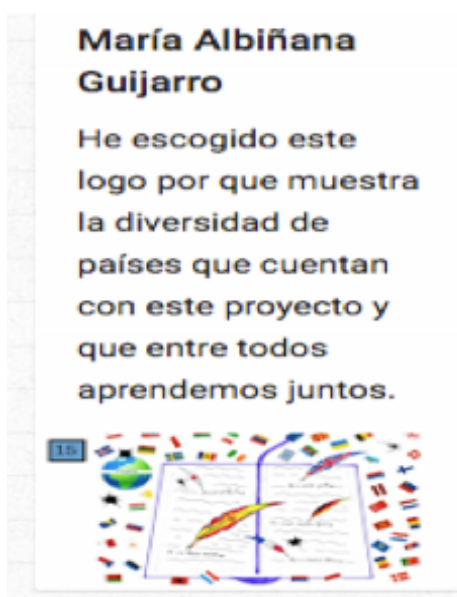 María Albiñana
Guijarro
He escogido este
logo por que muestra
la diversidad de
países que cuentan
con este proyecto y
que entre todos
aprendemos juntos.
15